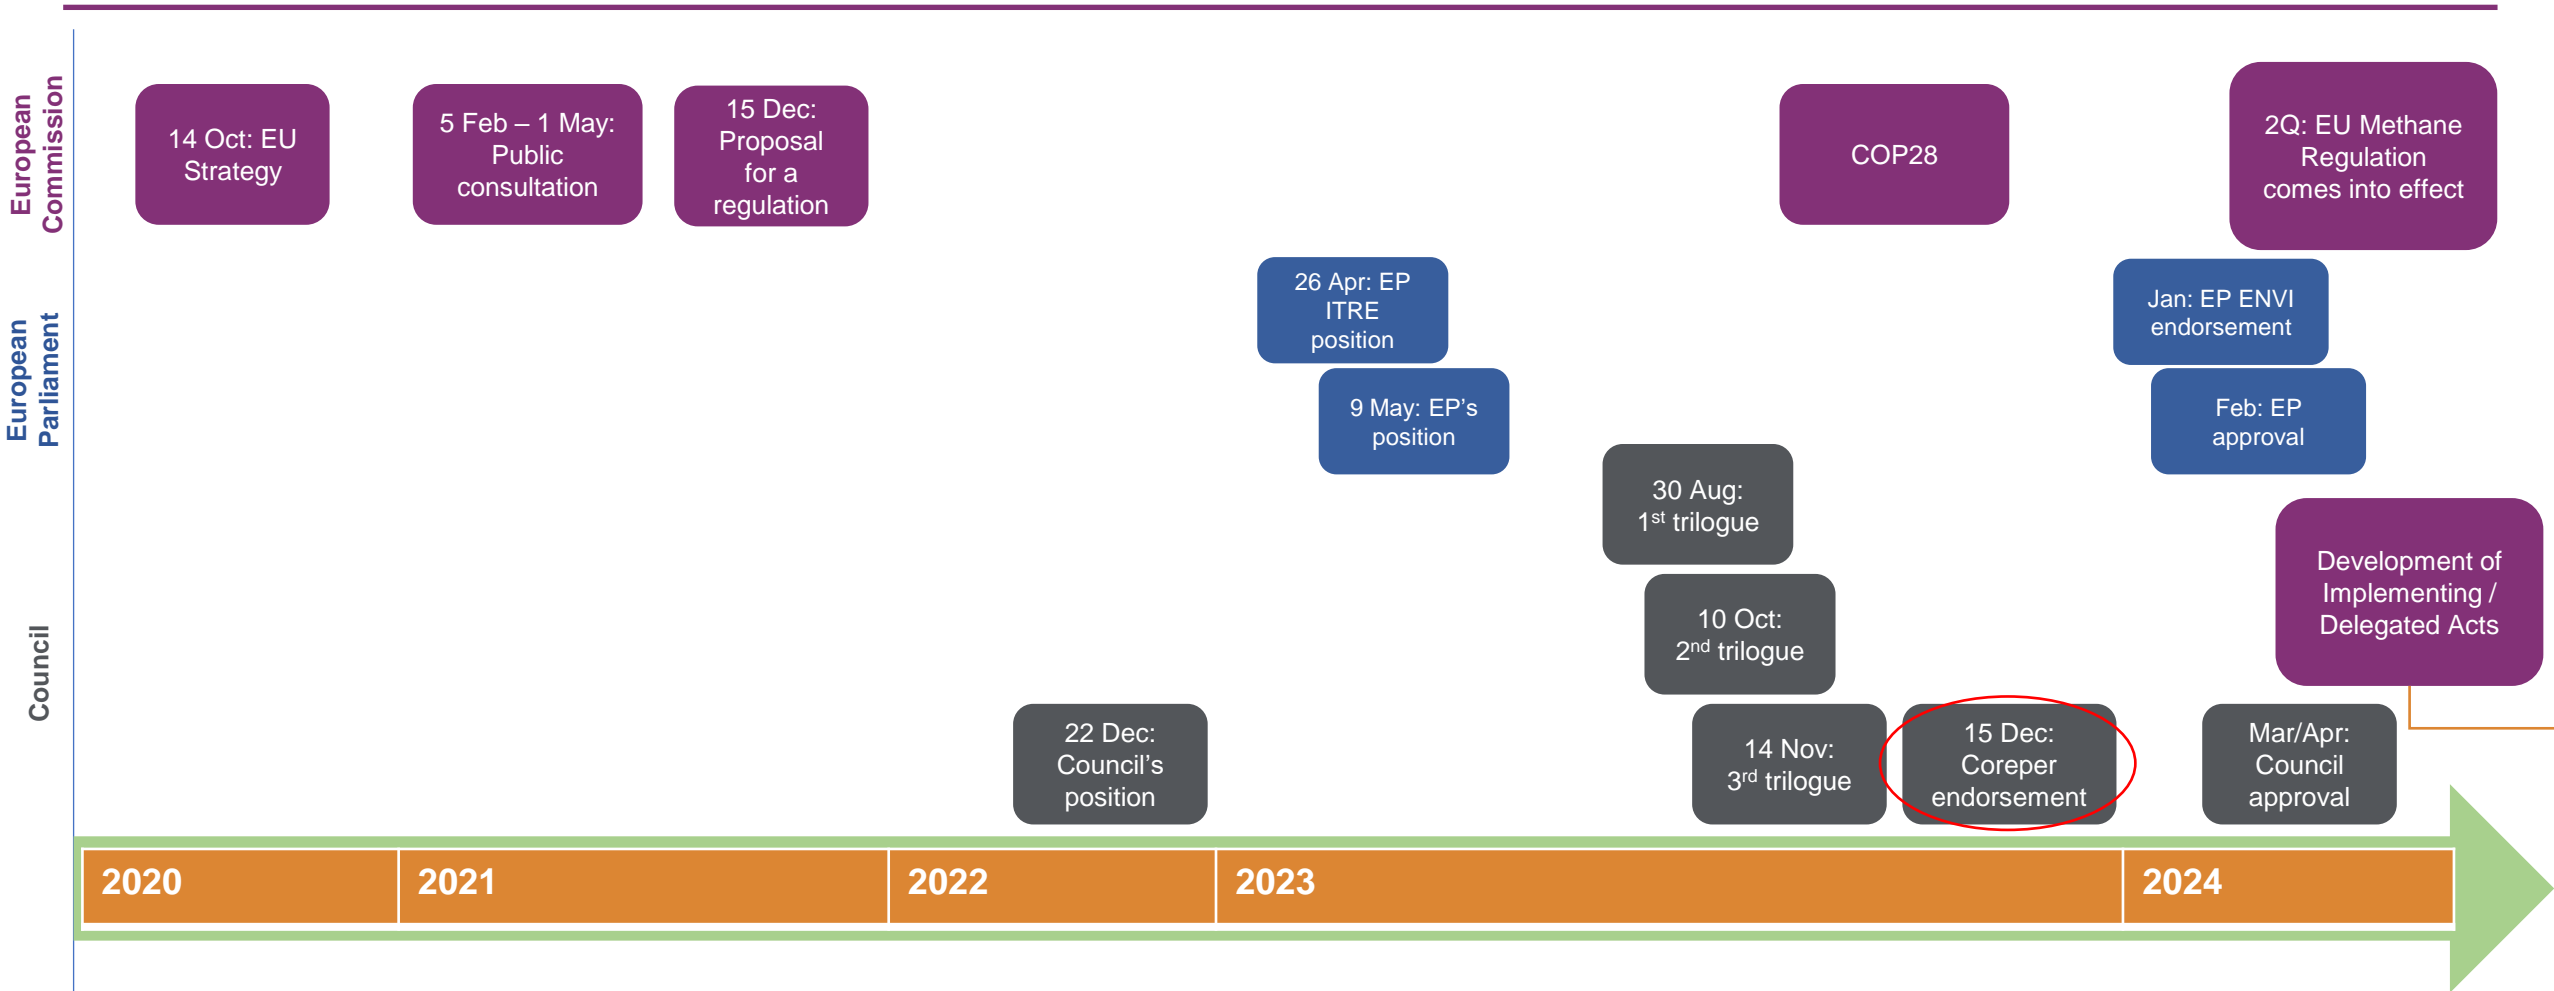 European
Commission
14 Oct: EU
Strategy
5 Feb – 1 May:
Public
consultation
15 Dec:
Proposal
for a
regulation
COP28
2Q: EU Methane
Regulation
comes into effect
European
Parliament
26 Apr: EP
ITRE
position
9 May: EP’s
position
Jan: EP ENVI
endorsement
Feb: EP
approval
Council
22 Dec:
Council’s
position
30 Aug:
1st trilogue
10 Oct:
2nd trilogue
14 Nov:
3rd trilogue
15 Dec:
Coreper
endorsement
Mar/Apr:
Council
approval
Development of
Implementing /
Delegated Acts
2020
2021
2022
2023
2024